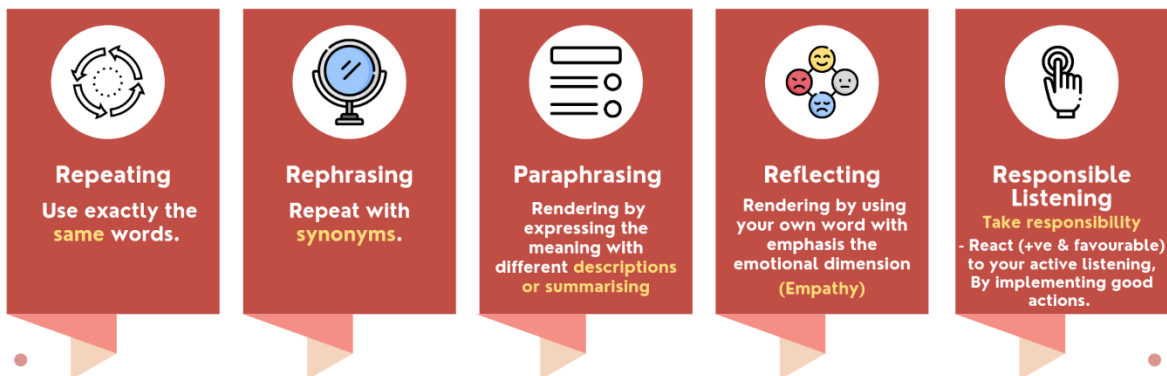 Repeating
Use exactly the
same words.
Rephrasing
Repeat with
synonyms.
Paraphrasing
Rendering by
expressing the
meaning with
different descriptions
or summarising
Reflecting
Rendering by using
your own word with
emphasis the
emotional dimension
(Empathy)
Responsible
Listening
Take responsibility
- React (+ve & favourable)
to your active listening,
By implementing good
actions.